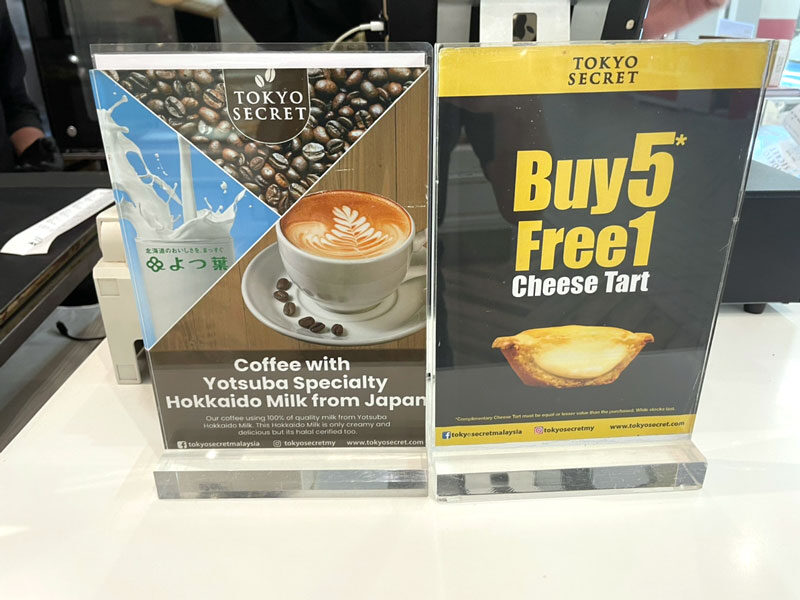 TOKYO
SECRET
北海道のおいしさを、まっすぐ
よつ葉
Coffee with
Yotsuba Specialty
Hokkaido Milk from Japan
Our coffee using 100% of quality milk from Yotsuba
Hokkaido Milk. This Hokkaido Milk is only creamy and
delicious but its halal cerified too.
tokyosecretmalaysia tokyosecretmy www.tokyosecret.com
TOKYO
SECRET
Buy5*
Free1
Cheese Tart
*Complimentary Cheese Tart must be equal or lesser value than the purchased. While stocks last.
tokyosecretmalaysia tokyosecretmy www.tokyosecret.com